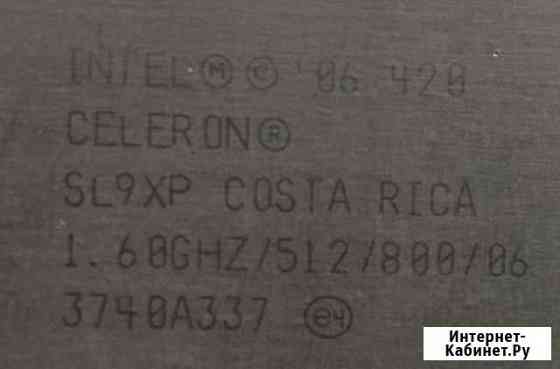 INTEL Ⓜ © '06 420
CELERON®
SL9XP COSTA RICA
1.60GHZ/512/800/06
3740A337 e4
Интернет-
Кабинет.Ру